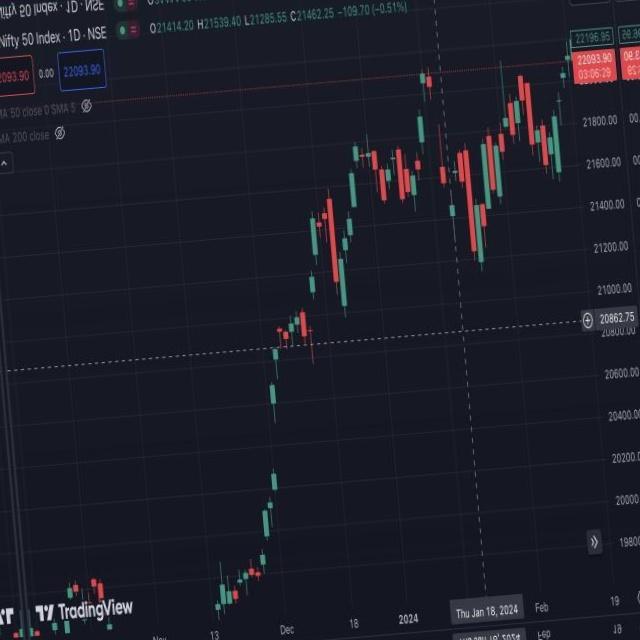 Nifty 50 Index · 1D · NSE
Nifty 50 Index · 1D · NSE
O21414.20 H21539.40 L21285.55 C21462.25 −109.70 (−0.51%)
22093.90 0.00 22093.90
MA 50 close 0 SMA 5
MA 200 close
22196.95
22093.90
03:06:29
21800.00
21600.00
21400.00
21200.00
21000.00
20862.75
20800.00
20600.00
20400.00
20200.00
20000.00
19800
TradingView
Nov 13 Dec 18 2024 Thu Jan 18, 2024 Feb 19
Sep 18